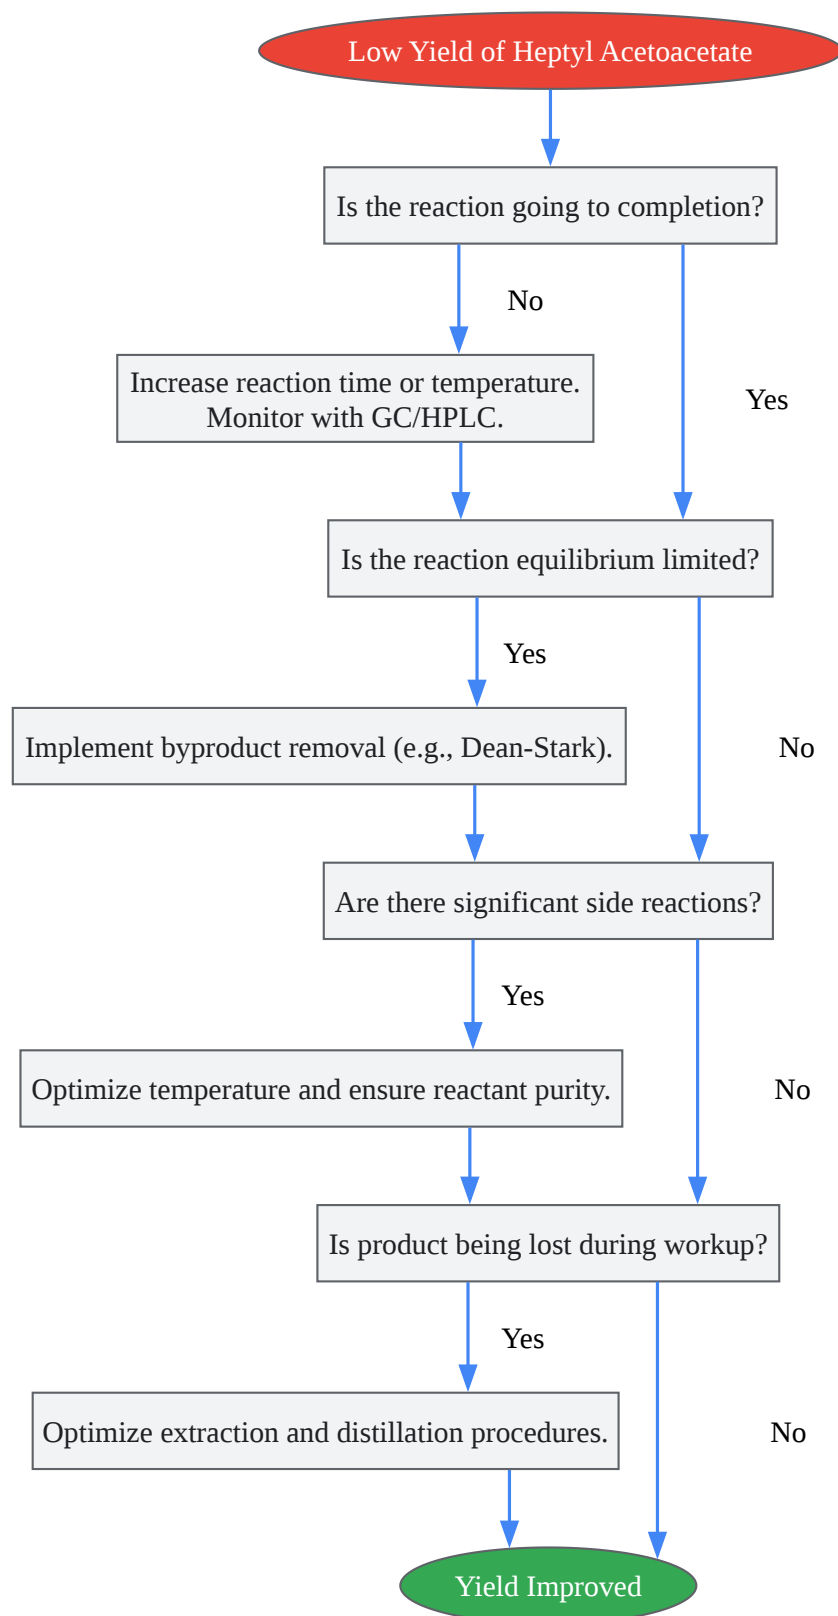 Low Yield of Heptyl Acetoacetate
Is the reaction going to completion?
No
Increase reaction time or temperature.
Monitor with GC/HPLC.
Yes
Is the reaction equilibrium limited?
Yes
Implement byproduct removal (e.g., Dean-Stark).
No
Are there significant side reactions?
Yes
Optimize temperature and ensure reactant purity.
No
Is product being lost during workup?
Yes
Optimize extraction and distillation procedures.
No
Yield Improved